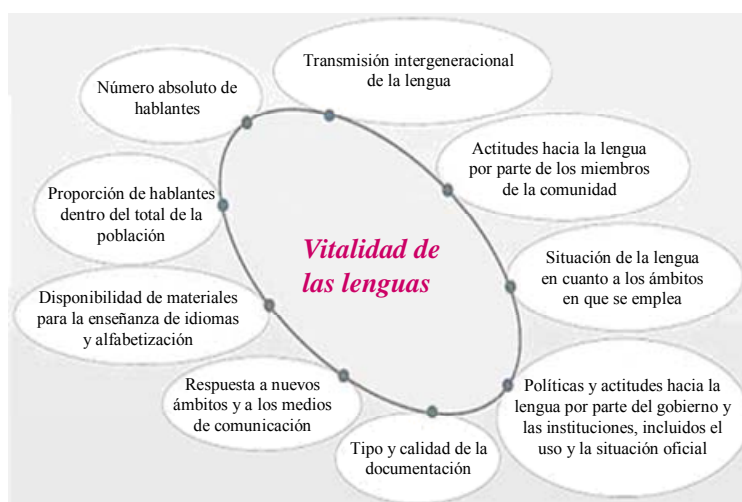 Transmisión intergeneracional
de la lengua
Número absoluto de
hablantes
Actitudes hacia la lengua
por parte de los miembros
de la comunidad
Proporción de hablantes
dentro del total de la
población
Vitalidad de
las lenguas
Situación de la lengua
en cuanto a los ámbitos
en que se emplea
Disponibilidad de materiales
para la enseñanza de idiomas
y alfabetización
Respuesta a nuevos
ámbitos y a los medios
de comunicación
Políticas y actitudes hacia la
lengua por parte del gobierno y
las instituciones, incluidos el
uso y la situación oficial
Tipo y calidad de la
documentación